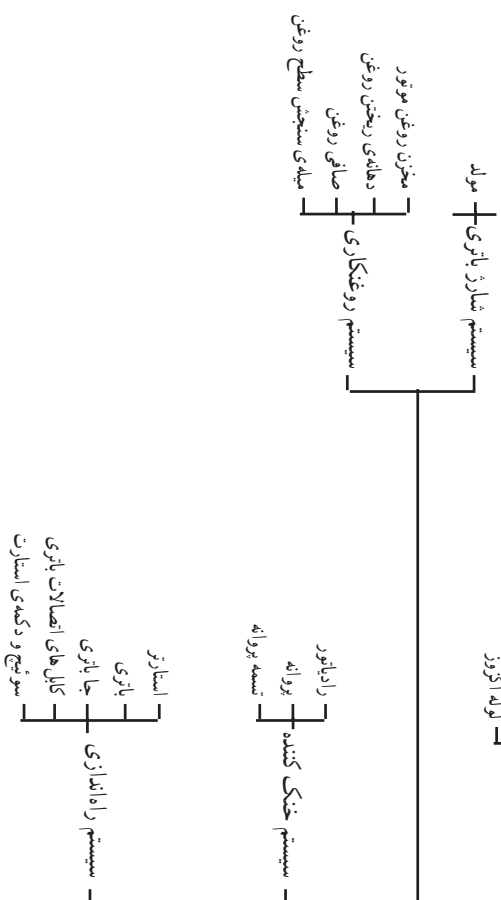 مولد
سیستم شارژ باتری
مخزن روغن موتور
دهانه‌ی ریختن روغن
صافی روغن
میله‌ی سنجش سطح روغن
سیستم روغنکاری
لوله اگزوز
رادیاتور
پروانه
تسمه پروانه
سیستم خنک کننده
استارتر
باتری
جا باتری
کابل‌های اتصالات باتری
سوئیچ و دکمه‌ی استارت
سیستم راه‌اندازی